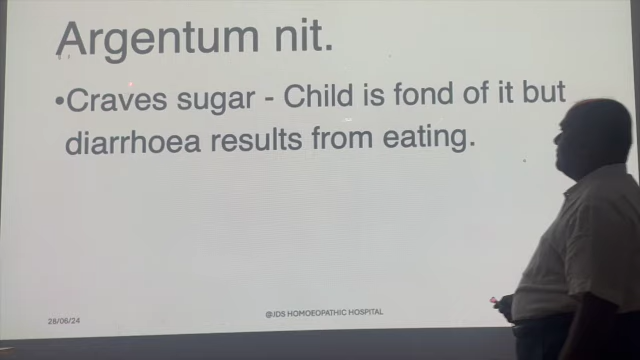 Argentum nit.
•Craves sugar - Child is fond of it but
diarrhoea results from eating.
28/06/24
@JDS HOMOEOPATHIC HOSPITAL